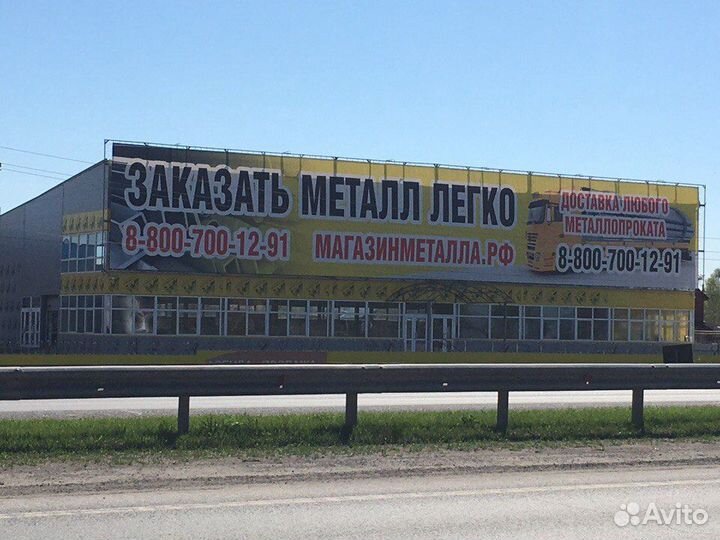 ЗАКАЗАТЬ МЕТАЛЛ ЛЕГКО
8-800-700-12-91 МАГАЗИНМЕТАЛЛА.РФ
ДОСТАВКА ЛЮБОГО
МЕТАЛЛОПРОКАТА
8-800-700-12-91
Avito